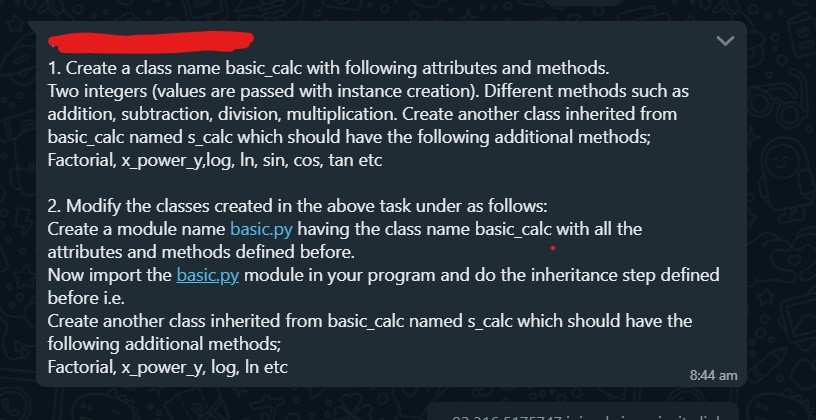 1. Create a class name basic_calc with following attributes and methods.
Two integers (values are passed with instance creation). Different methods such as
addition, subtraction, division, multiplication. Create another class inherited from
basic_calc named s_calc which should have the following additional methods;
Factorial, x_power_y,log, ln, sin, cos, tan etc
2. Modify the classes created in the above task under as follows:
Create a module name basic.py having the class name basic_calc with all the
attributes and methods defined before.
Now import the basic.py module in your program and do the inheritance step defined
before i.e.
Create another class inherited from basic_calc named s_calc which should have the
following additional methods;
Factorial, x_power_y, log, ln etc
8:44 am